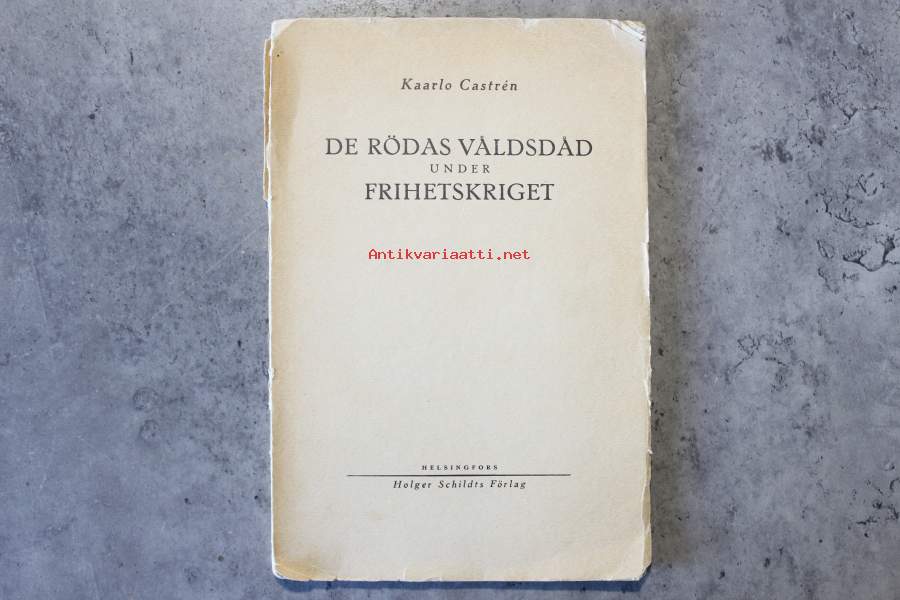 Kaarlo Castrén
DE RÖDAS VÅLDSDÅD
UNDER
FRIHETSKRIGET
Antikvariaatti.net
HELSINGFORS
Holger Schildts Förlag